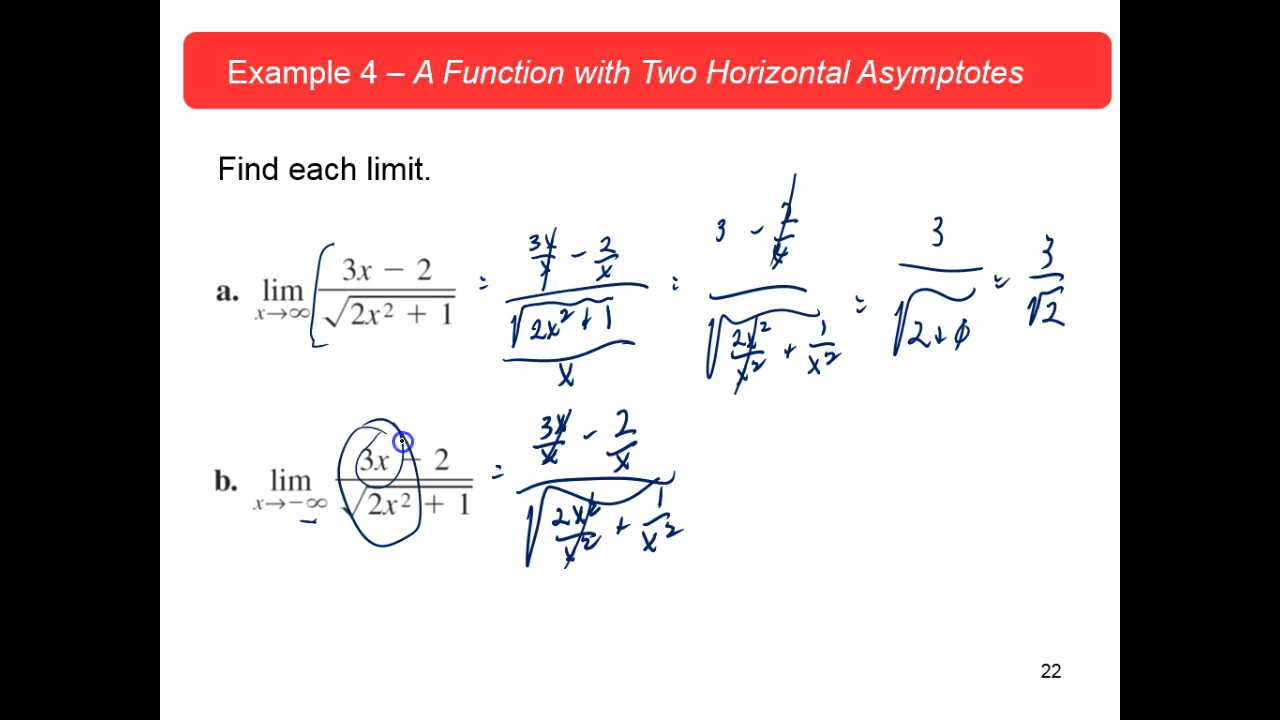 Example 4 – A Function with Two Horizontal Asymptotes
Find each limit.
a. lim x→∞ (3x − 2)/√(2x² + 1) = (3x/x − 2/x)/(√(2x² + 1)/x) = (3 − 2/x)/√(2x²/x² + 1/x²) = 3/√(2+0) = 3/√2
b. lim x→−∞ (3x − 2)/√(2x² + 1) = (3x/x − 2/x)/√(2x²/x² + 1/x²)
22